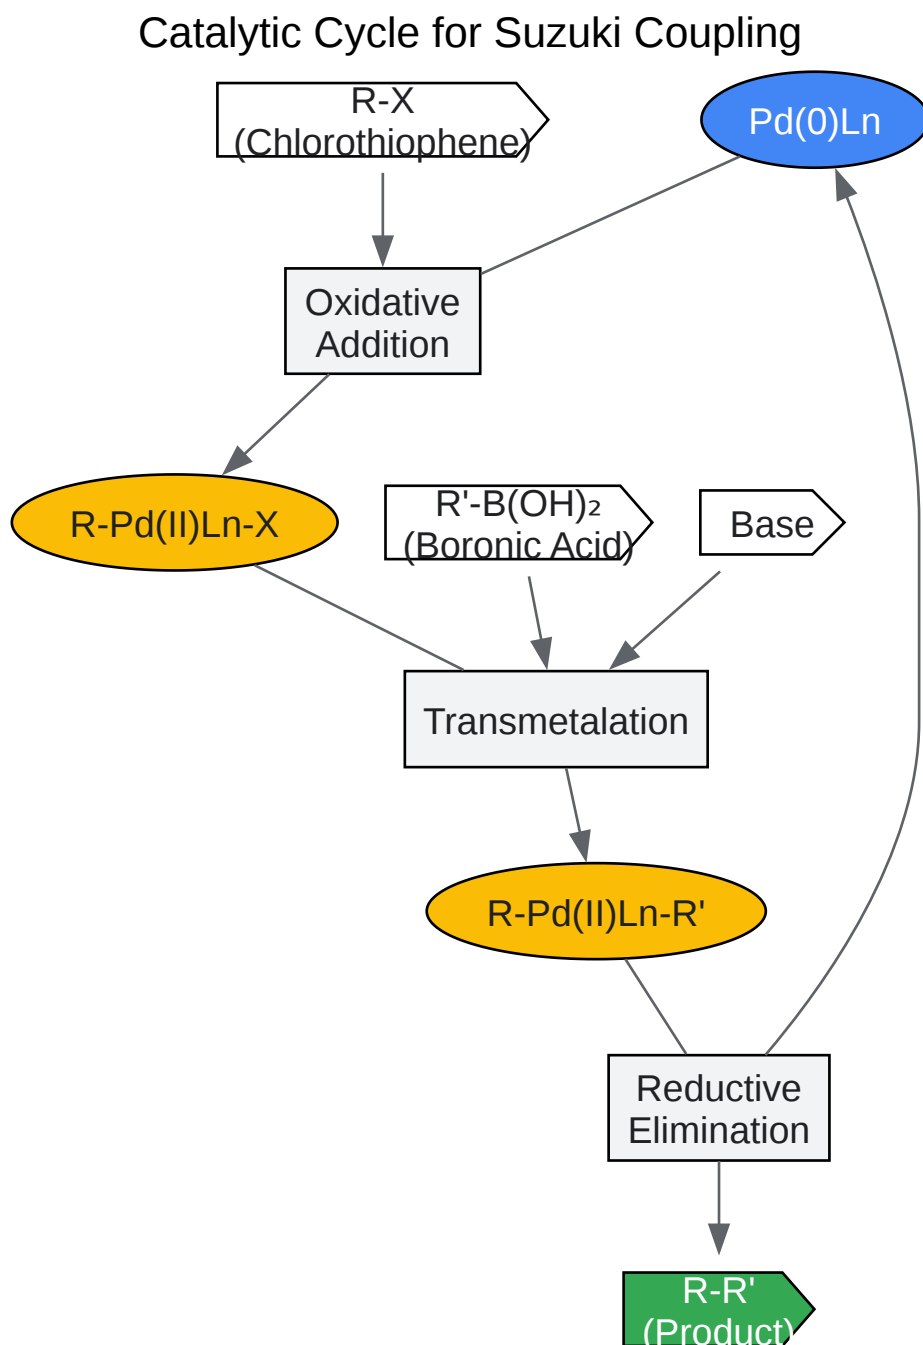 Catalytic Cycle for Suzuki Coupling
R-X
(Chlorothiophene)
Pd(0)Ln
Oxidative
Addition
R-Pd(II)Ln-X
R'-B(OH)₂
(Boronic Acid)
Base
Transmetalation
R-Pd(II)Ln-R'
Reductive
Elimination
R-R'
(Product)